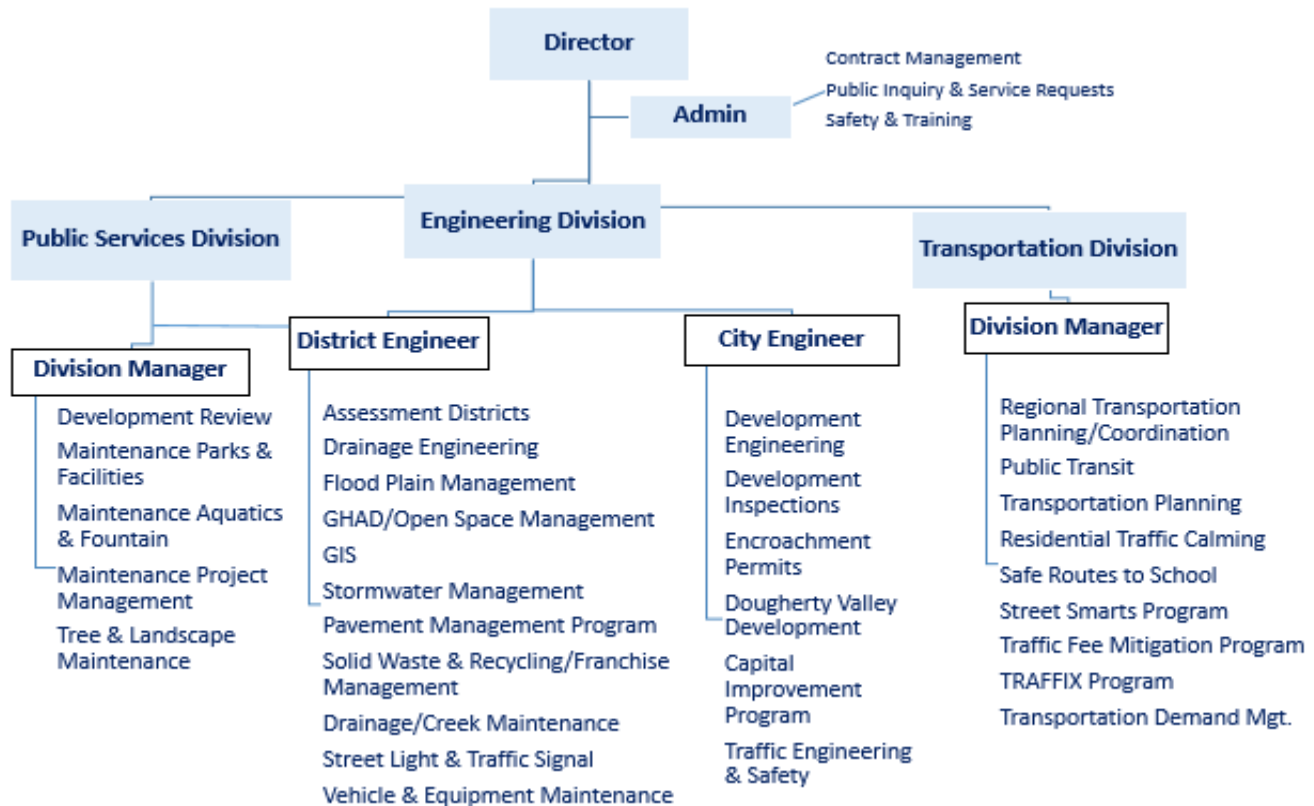 Director
Contract Management
Public Inquiry & Service Requests
Safety & Training
Admin
Public Services Division
Engineering Division
Transportation Division
Division Manager
Development Review
Maintenance Parks &
Facilities
Maintenance Aquatics
& Fountain
Maintenance Project
Management
Tree & Landscape
Maintenance
District Engineer
Assessment Districts
Drainage Engineering
Flood Plain Management
GHAD/Open Space Management
GIS
Stormwater Management
Pavement Management Program
Solid Waste & Recycling/Franchise
Management
Drainage/Creek Maintenance
Street Light & Traffic Signal
Vehicle & Equipment Maintenance
City Engineer
Development
Engineering
Development
Inspections
Encroachment
Permits
Dougherty Valley
Development
Capital
Improvement
Program
Traffic Engineering
& Safety
Division Manager
Regional Transportation
Planning/Coordination
Public Transit
Transportation Planning
Residential Traffic Calming
Safe Routes to School
Street Smarts Program
Traffic Fee Mitigation Program
TRAFFIX Program
Transportation Demand Mgt.